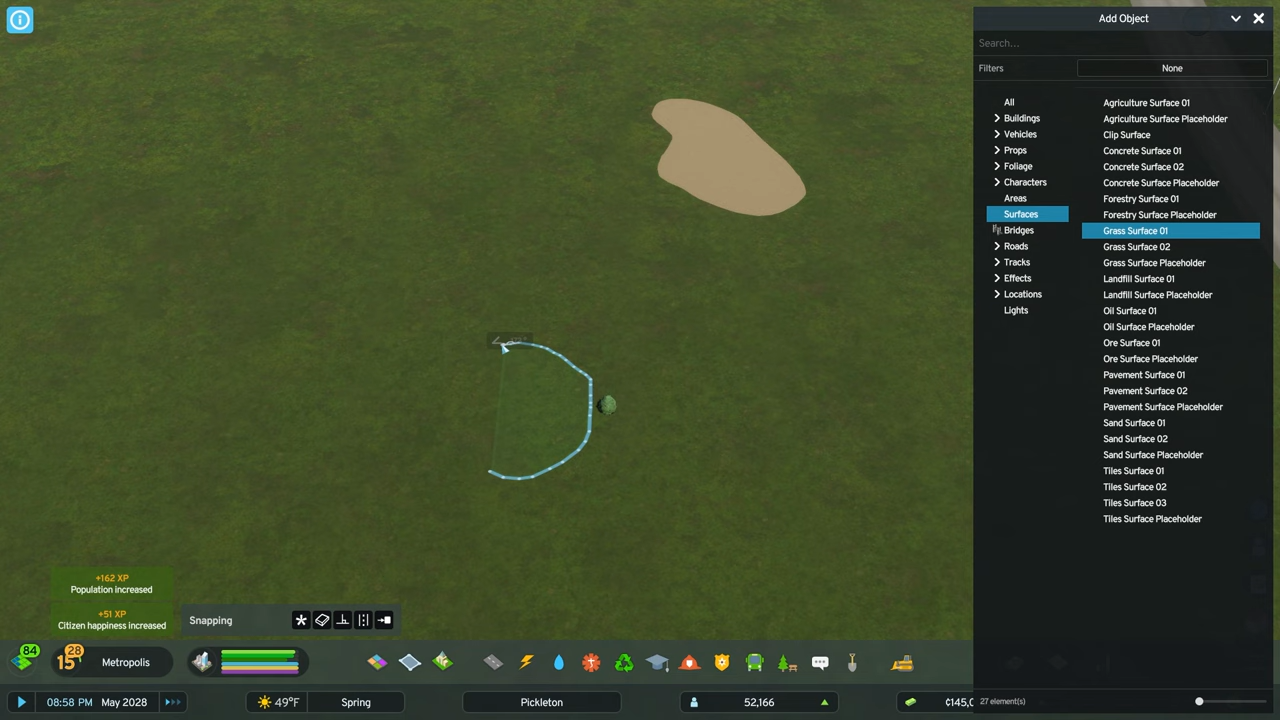 Add Object
Search...
Filters
None
All
Buildings
Vehicles
Props
Foliage
Characters
Areas
Surfaces
Bridges
Roads
Tracks
Effects
Locations
Lights
Agriculture Surface 01
Agriculture Surface Placeholder
Clip Surface
Concrete Surface 01
Concrete Surface 02
Concrete Surface Placeholder
Forestry Surface 01
Forestry Surface Placeholder
Grass Surface 01
Grass Surface 02
Grass Surface Placeholder
Landfill Surface 01
Landfill Surface Placeholder
Oil Surface 01
Oil Surface Placeholder
Ore Surface 01
Ore Surface Placeholder
Pavement Surface 01
Pavement Surface 02
Pavement Surface Placeholder
Sand Surface 01
Sand Surface 02
Sand Surface Placeholder
Tiles Surface 01
Tiles Surface 02
Tiles Surface 03
Tiles Surface Placeholder
27 element(s)
+162 XP
Population increased
+51 XP
Citizen happiness increased
Snapping
84
28
15
Metropolis
08:58 PM May 2028
49°F
Spring
Pickleton
52,166
₵145,0